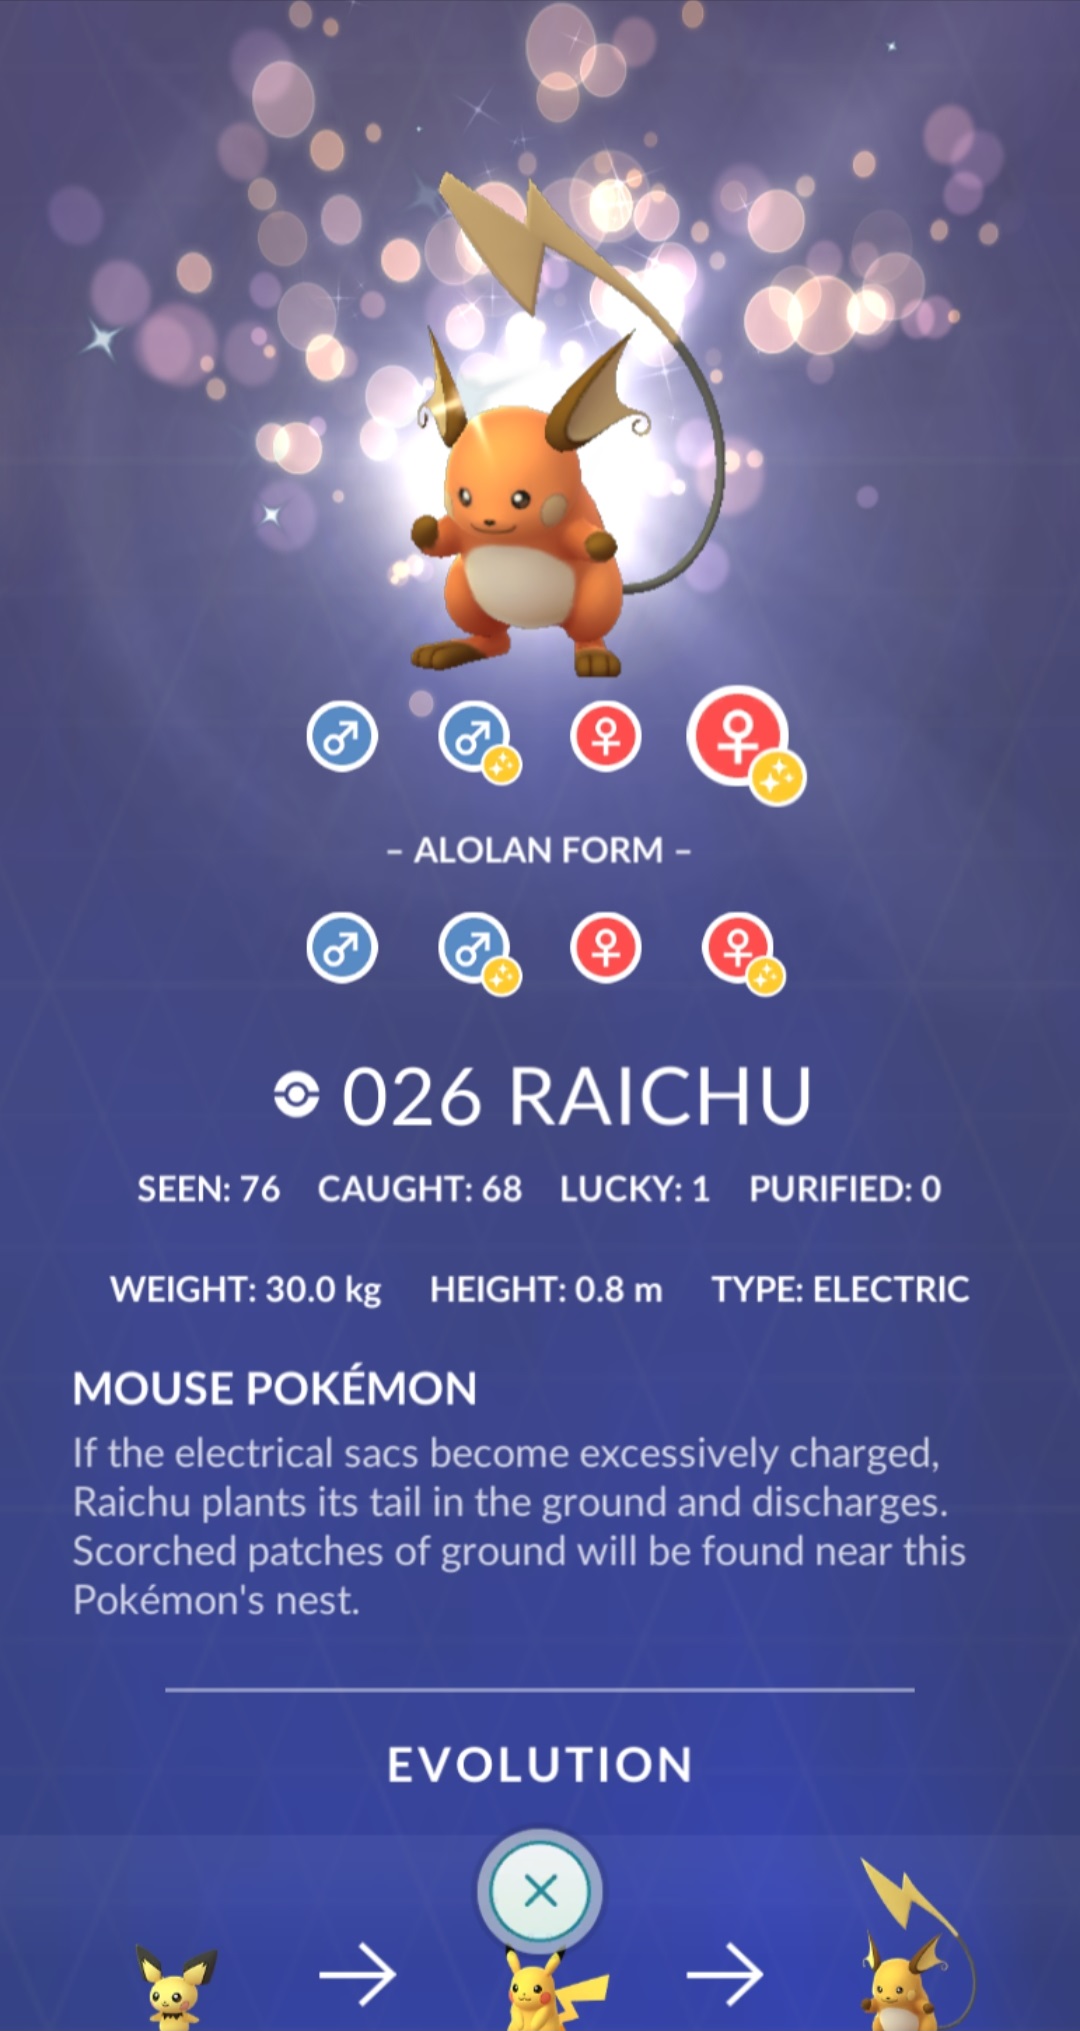 – ALOLAN FORM –
026 RAICHU
SEEN: 76 CAUGHT: 68 LUCKY: 1 PURIFIED: 0
WEIGHT: 30.0 kg HEIGHT: 0.8 m TYPE: ELECTRIC
MOUSE POKÉMON
If the electrical sacs become excessively charged,
Raichu plants its tail in the ground and discharges.
Scorched patches of ground will be found near this
Pokémon's nest.
EVOLUTION